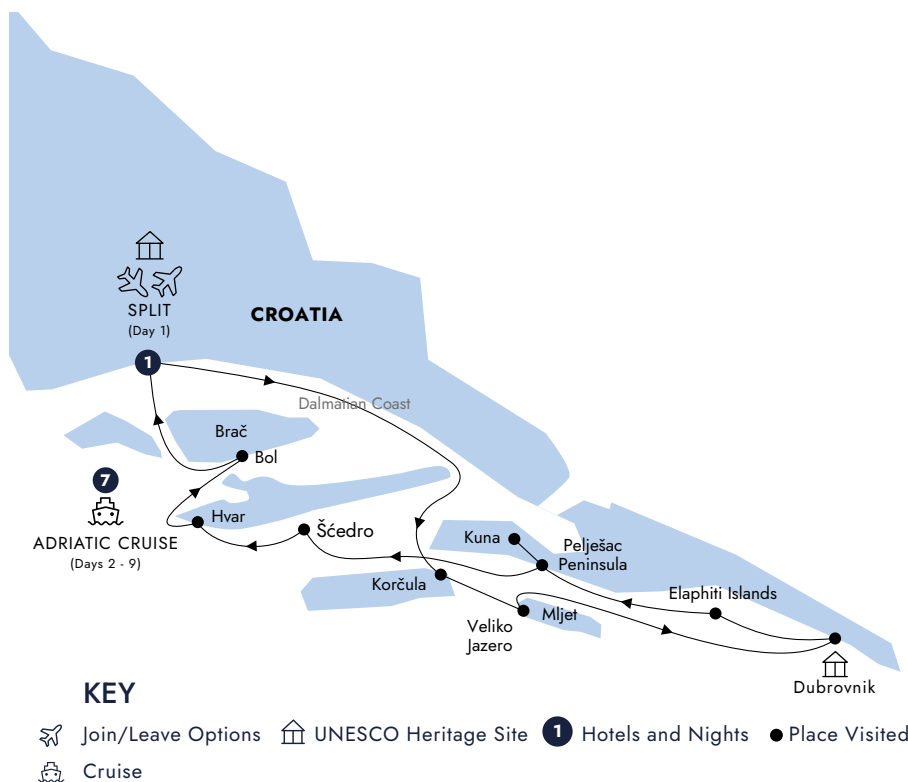 SPLIT
(Day 1)
CROATIA
1
Dalmatian Coast
Brač
Bol
7
ADRIATIC CRUISE
(Days 2 - 9)
Hvar
Šćedro
Kuna
Pelješac
Peninsula
Korčula
Elaphiti Islands
Mljet
Veliko
Jazero
Dubrovnik
KEY
Join/Leave Options
UNESCO Heritage Site
1 Hotels and Nights
Place Visited
Cruise